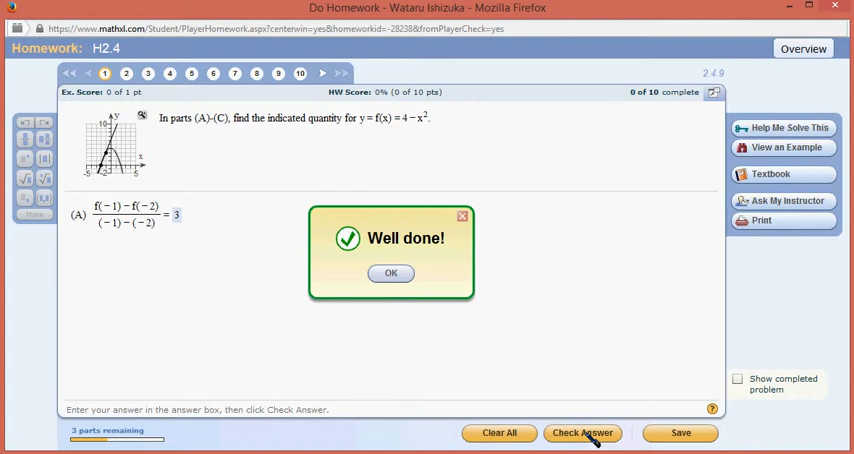 Do Homework - Wataru Ishizuka - Mozilla Firefox
https://www.mathxl.com/Student/PlayerHomework.aspx?centerwin=yes&homeworkid=-28238&fromPlayerCheck=yes
Homework: H2.4
Overview
1 2 3 4 5 6 7 8 9 10
2.4.9
Ex. Score: 0 of 1 pt
HW Score: 0% (0 of 10 pts)
0 of 10 complete
In parts (A)-(C), find the indicated quantity for y = f(x) = 4 − x².
10
y
x
-5
-2
5
(A) f(−1) − f(−2)
(−1) − (−2)
= 3
Well done!
OK
More
Help Me Solve This
View an Example
Textbook
Ask My Instructor
Print
Show completed
problem
Enter your answer in the answer box, then click Check Answer.
?
3 parts remaining
Clear All
Check Answer
Save